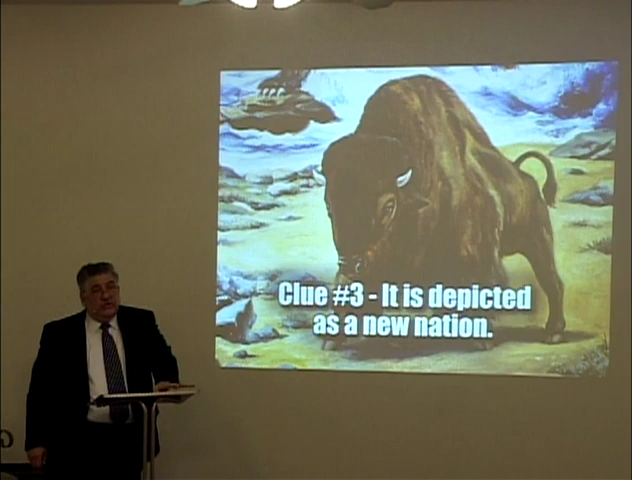 Clue #3 - It is depicted
as a new nation.